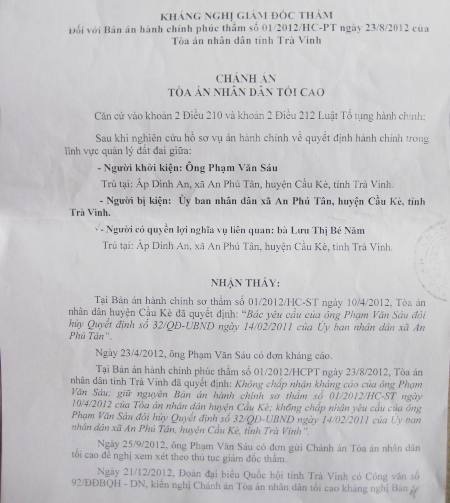 KHÁNG NGHỊ GIÁM ĐỐC THẨM
Đối với Bản án hành chính phúc thẩm số 01/2012/HC-PT ngày 23/8/2012 của
Tòa án nhân dân tỉnh Trà Vinh
CHÁNH ÁN
TÒA ÁN NHÂN DÂN TỐI CAO
Căn cứ vào khoản 2 Điều 210 và khoản 2 Điều 212 Luật Tố tụng hành chính;
Sau khi nghiên cứu hồ sơ vụ án hành chính về quyết định hành chính trong
lĩnh vực quản lý đất đai giữa:
- Người khởi kiện: Ông Phạm Văn Sáu
Trú tại: Ấp Dinh An, xã An Phú Tân, huyện Cầu Kè, tỉnh Trà Vinh.
- Người bị kiện: Ủy ban nhân dân xã An Phú Tân, huyện Cầu Kè, tỉnh
Trà Vinh.
- Người có quyền lợi nghĩa vụ liên quan: bà Lưu Thị Bé Năm
Trú tại: Ấp Dinh An, xã An Phú Tân, huyện Cầu Kè, tỉnh Trà Vinh.
NHẬN THẤY:
Tại Bản án hành chính sơ thẩm số 01/2012/HC-ST ngày 10/4/2012, Tòa án
nhân dân huyện Cầu Kè đã quyết định: "Bác yêu cầu của ông Phạm Văn Sáu đòi
hủy Quyết định số 32/QĐ-UBND ngày 14/02/2011 của Ủy ban nhân dân xã An
Phú Tân".
Ngày 23/4/2012, ông Phạm Văn Sáu có đơn kháng cáo.
Tại Bản án hành chính phúc thẩm số 01/2012/HCPT ngày 23/8/2012, Tòa án
nhân dân tỉnh Trà Vinh đã quyết định: Không chấp nhận kháng cáo của ông Phạm
Văn Sáu; giữ nguyên Bản án hành chính sơ thẩm số 01/2012/HC-ST ngày
10/4/2012 của Tòa án nhân dân huyện Cầu Kè; không chấp nhận yêu cầu của ông
Phạm Văn Sáu đòi hủy Quyết định số 32/QĐ-UBND ngày 14/02/2011 của Ủy ban
nhân dân xã An Phú Tân, huyện Cầu Kè, tỉnh Trà Vinh".
Ngày 25/9/2012, ông Phạm Văn Sáu có đơn gửi Chánh án Tòa án nhân dân
tối cao đề nghị xem xét theo thủ tục giám đốc thẩm.
Ngày 21/12/2012, Đoàn đại biểu Quốc hội tỉnh Trà Vinh có Công văn số
92/ĐĐBQH - DN, kiến nghị Chánh án Tòa án nhân dân tối cao kháng nghị Bản